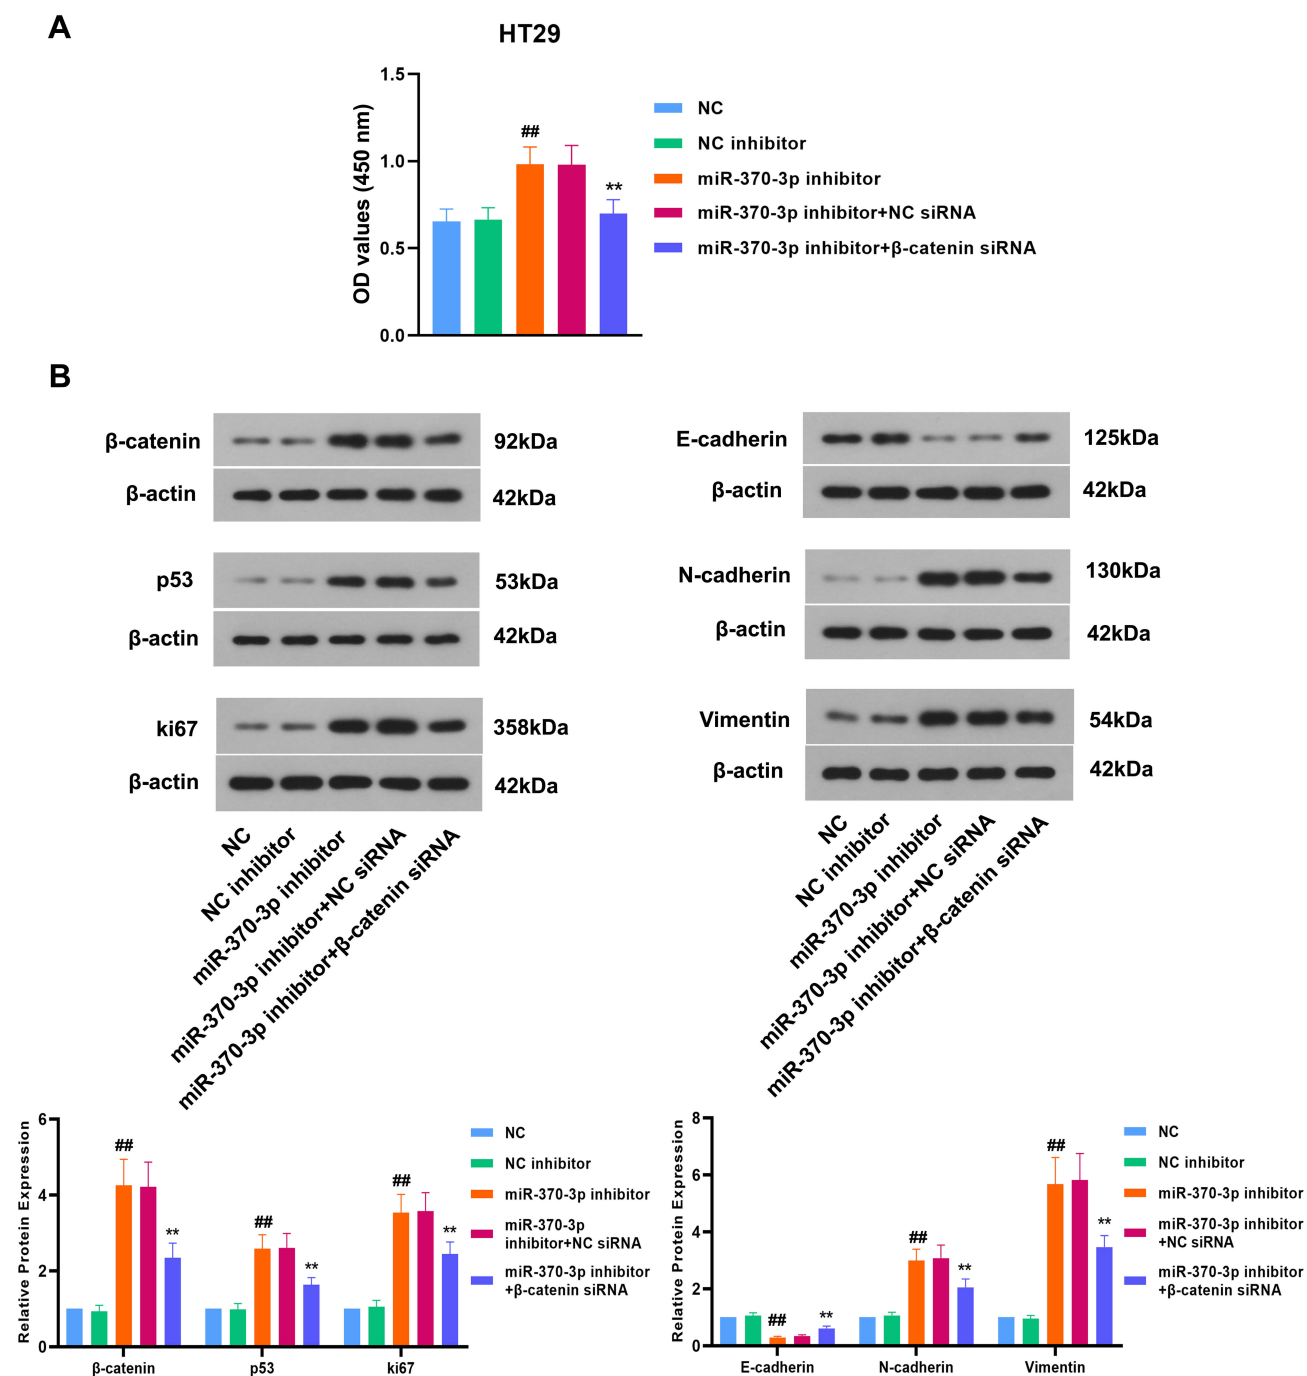 A
HT29
OD values (450 nm)
1.5
1.0
0.5
0.0
##
**
NC
NC inhibitor
miR-370-3p inhibitor
miR-370-3p inhibitor+NC siRNA
miR-370-3p inhibitor+β-catenin siRNA
B
β-catenin
92kDa
β-actin
42kDa
p53
53kDa
β-actin
42kDa
ki67
358kDa
β-actin
42kDa
NC
NC inhibitor
miR-370-3p inhibitor
miR-370-3p inhibitor+NC siRNA
miR-370-3p inhibitor+β-catenin siRNA
E-cadherin
125kDa
β-actin
42kDa
N-cadherin
130kDa
β-actin
42kDa
Vimentin
54kDa
β-actin
42kDa
NC
NC inhibitor
miR-370-3p inhibitor
miR-370-3p inhibitor+NC siRNA
miR-370-3p inhibitor+β-catenin siRNA
Relative Protein Expression
6
4
2
0
##
**
##
**
##
**
β-catenin
p53
ki67
NC
NC inhibitor
miR-370-3p inhibitor
miR-370-3p
inhibitor+NC siRNA
miR-370-3p inhibitor
+β-catenin siRNA
Relative Protein Expression
8
6
4
2
0
##
**
##
**
##
**
E-cadherin
N-cadherin
Vimentin
NC
NC inhibitor
miR-370-3p inhibitor
miR-370-3p inhibitor
+NC siRNA
miR-370-3p inhibitor
+β-catenin siRNA